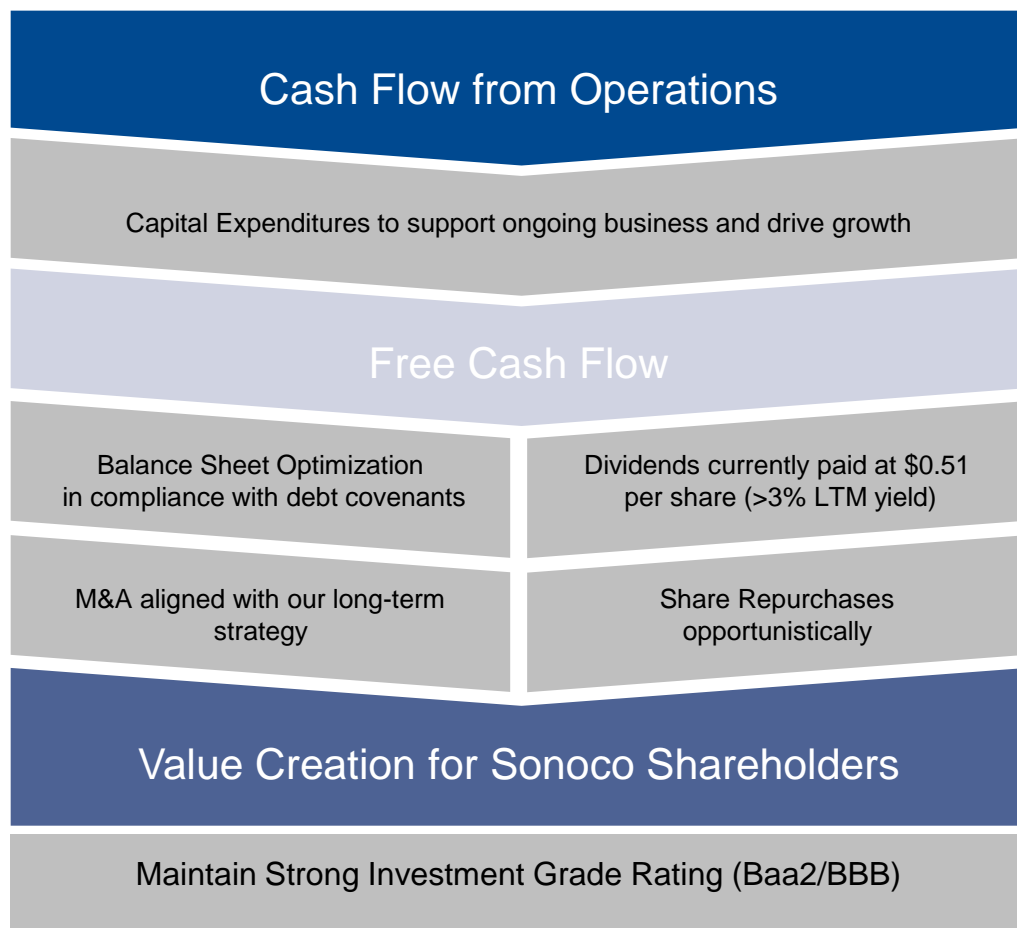 Cash Flow from Operations
Capital Expenditures to support ongoing business and drive growth
Free Cash Flow
Balance Sheet Optimization
in compliance with debt covenants
Dividends currently paid at $0.51
per share (>3% LTM yield)
M&A aligned with our long-term
strategy
Share Repurchases
opportunistically
Value Creation for Sonoco Shareholders
Maintain Strong Investment Grade Rating (Baa2/BBB)